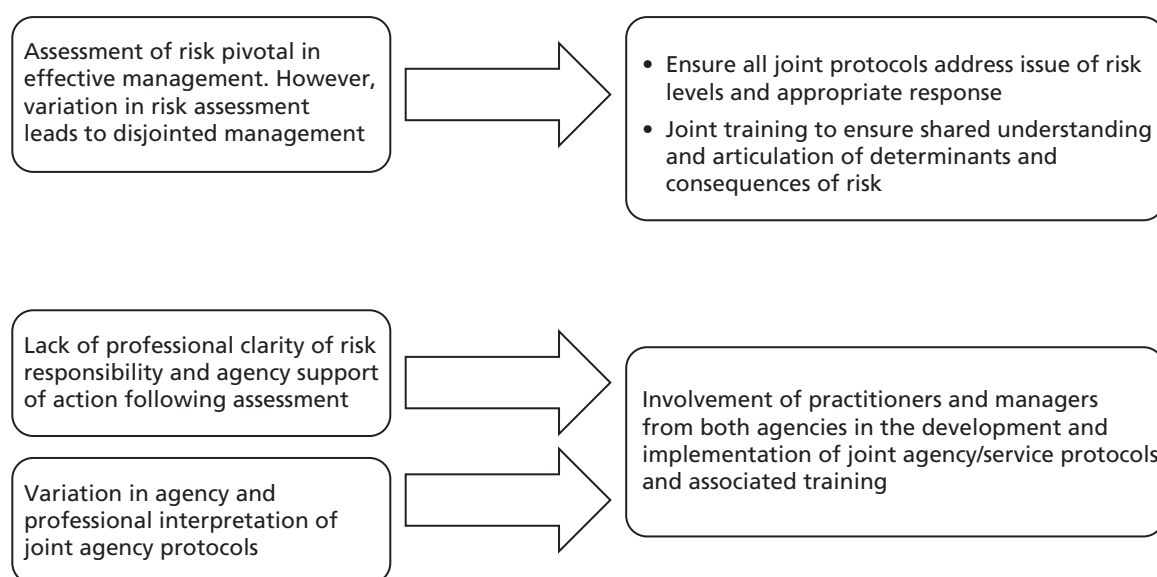 Assessment of risk pivotal in
effective management. However,
variation in risk assessment
leads to disjointed management
• Ensure all joint protocols address issue of risk
levels and appropriate response
• Joint training to ensure shared understanding
and articulation of determinants and
consequences of risk
Lack of professional clarity of risk
responsibility and agency support
of action following assessment
Variation in agency and
professional interpretation of
joint agency protocols
Involvement of practitioners and managers
from both agencies in the development and
implementation of joint agency/service protocols
and associated training